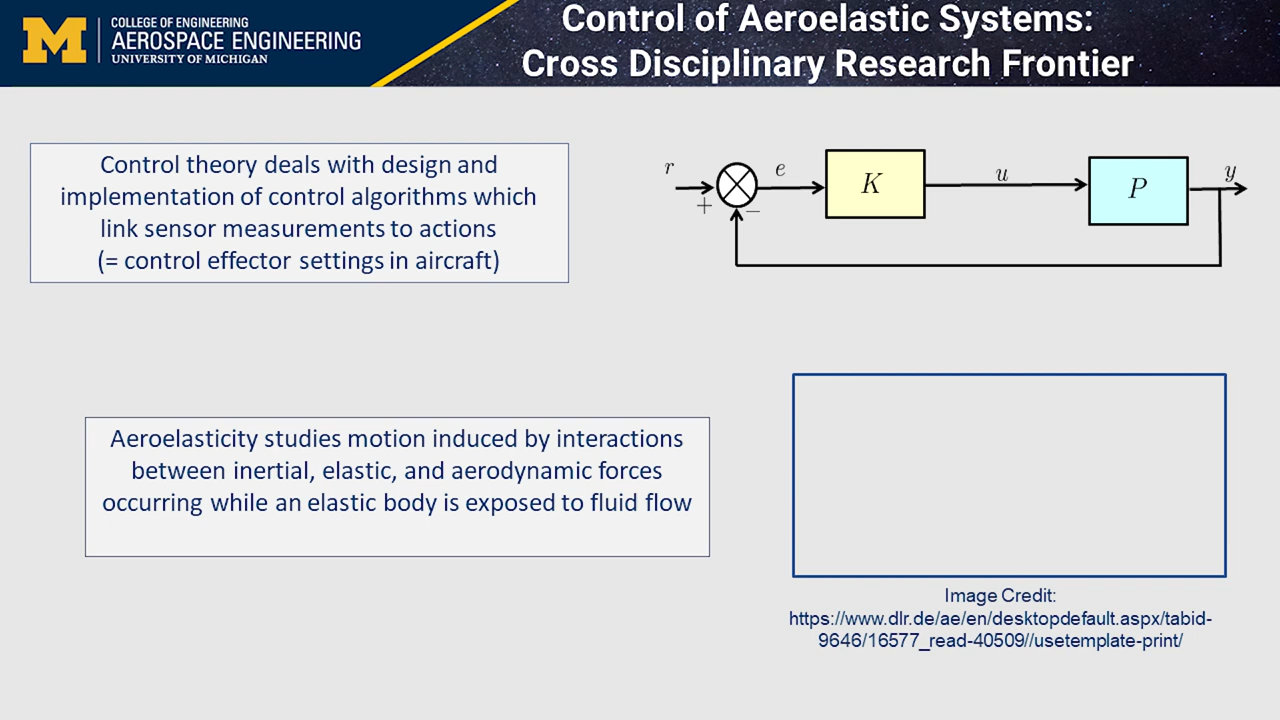 M
COLLEGE OF ENGINEERING
AEROSPACE ENGINEERING
UNIVERSITY OF MICHIGAN
Control of Aeroelastic Systems:
Cross Disciplinary Research Frontier
Control theory deals with design and
implementation of control algorithms which
link sensor measurements to actions
(= control effector settings in aircraft)
r
+
−
e
K
u
P
y
Aeroelasticity studies motion induced by interactions
between inertial, elastic, and aerodynamic forces
occurring while an elastic body is exposed to fluid flow
Image Credit:
https://www.dlr.de/ae/en/desktopdefault.aspx/tabid-
9646/16577_read-40509//usetemplate-print/